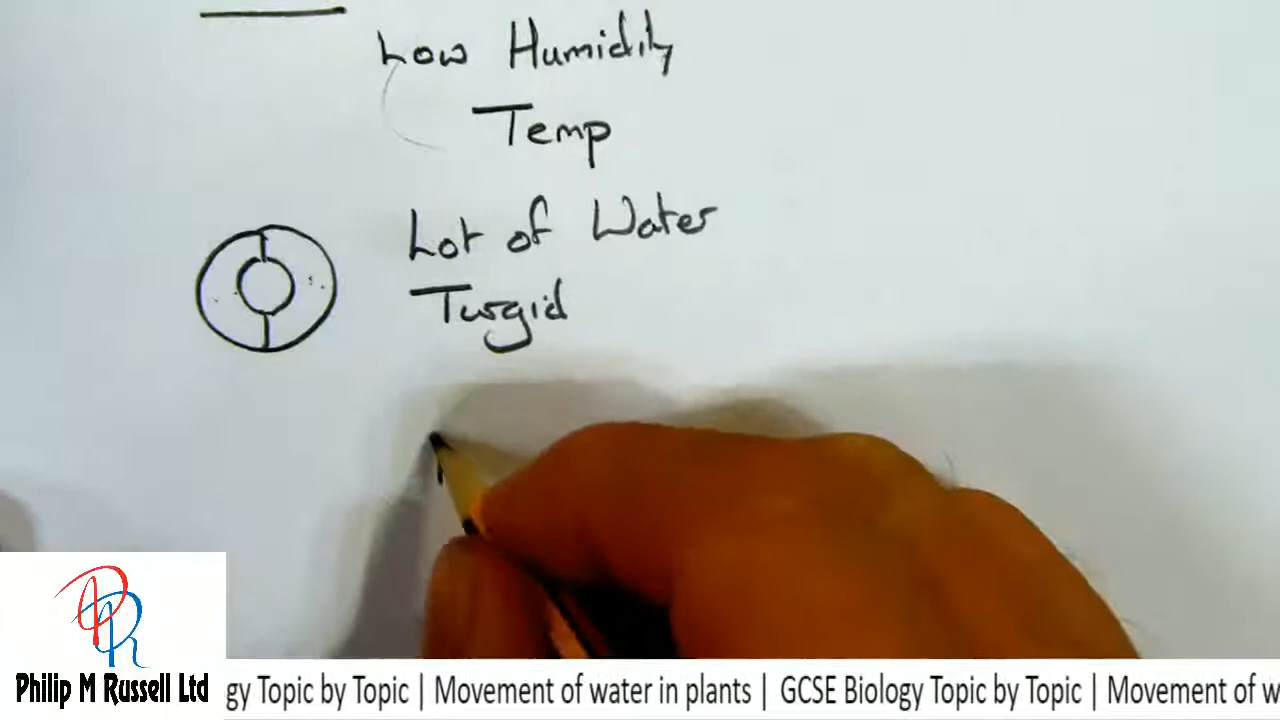 Low Humidity
Temp
Lot of Water
Turgid
Philip M Russell Ltd
gy Topic by Topic | Movement of water in plants | GCSE Biology Topic by Topic | Movement of w